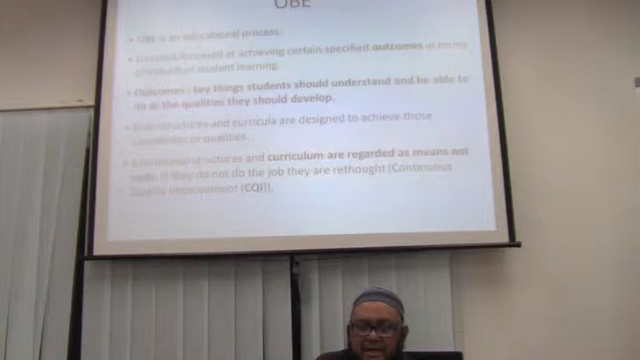 OBE
• OBE is an educational process.
• Directed/focused at achieving certain specified outcomes in terms
of individual student learning.
• Outcomes : key things students should understand and be able to
do or the qualities they should develop.
• structures and curricula are designed to achieve those
or qualities.
• Educational structures and curriculum are regarded as means not
if they do not do the job they are rethought (Continuous
Quality Improvement (CQI)).